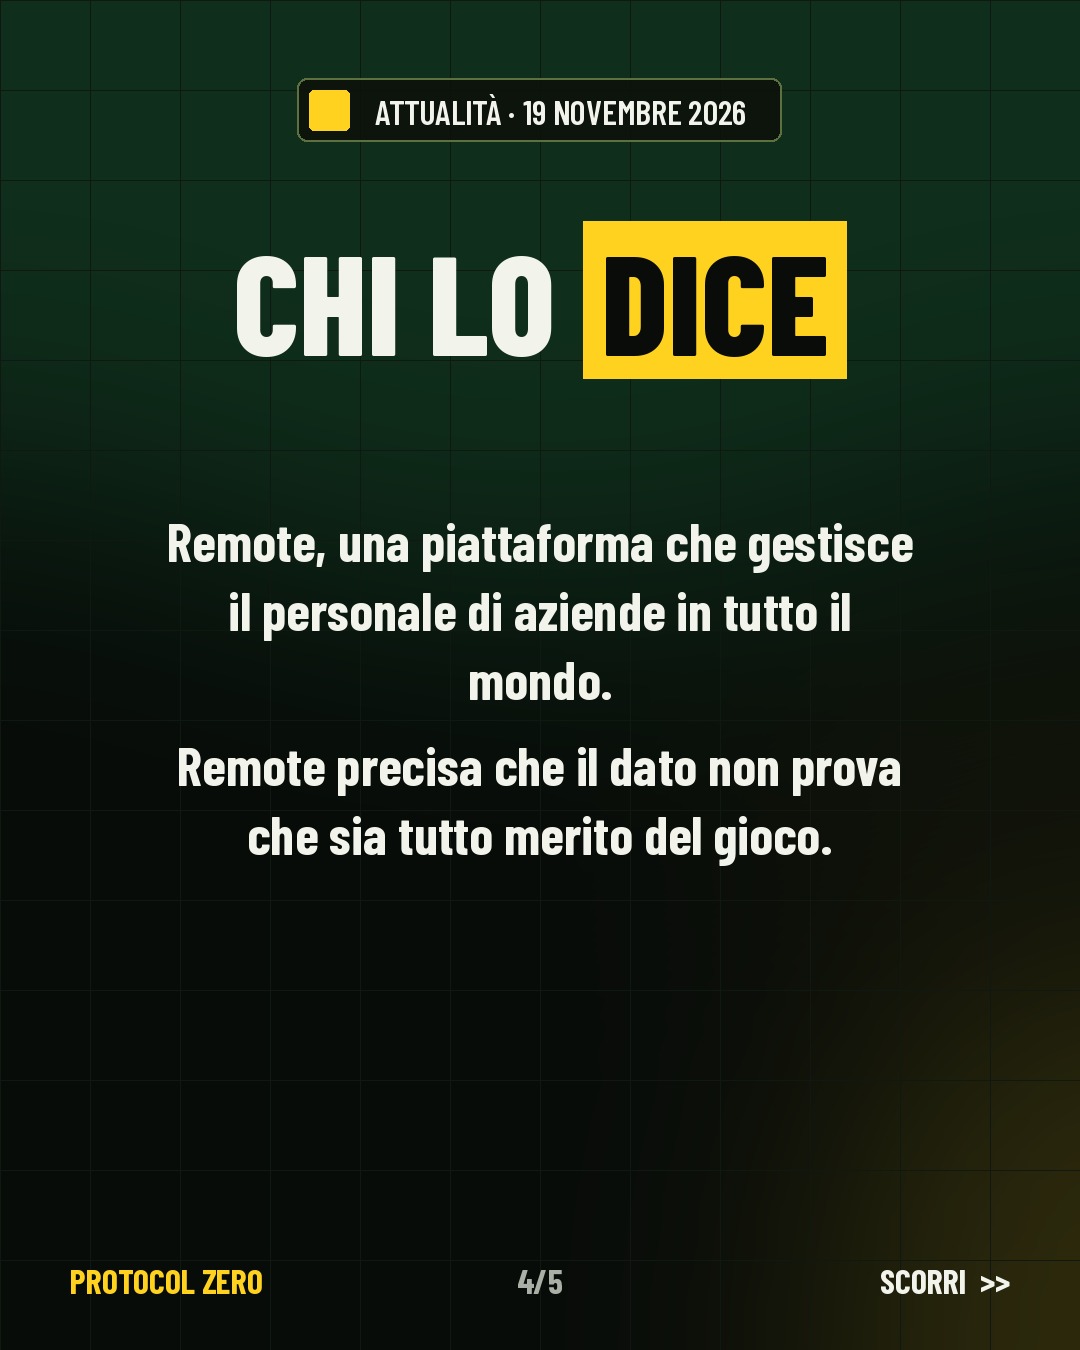 ATTUALITÀ · 19 NOVEMBRE 2026
CHI LO DICE
Remote, una piattaforma che gestisce
il personale di aziende in tutto il
mondo.
Remote precisa che il dato non prova
che sia tutto merito del gioco.
PROTOCOL ZERO
4/5
SCORRI >>